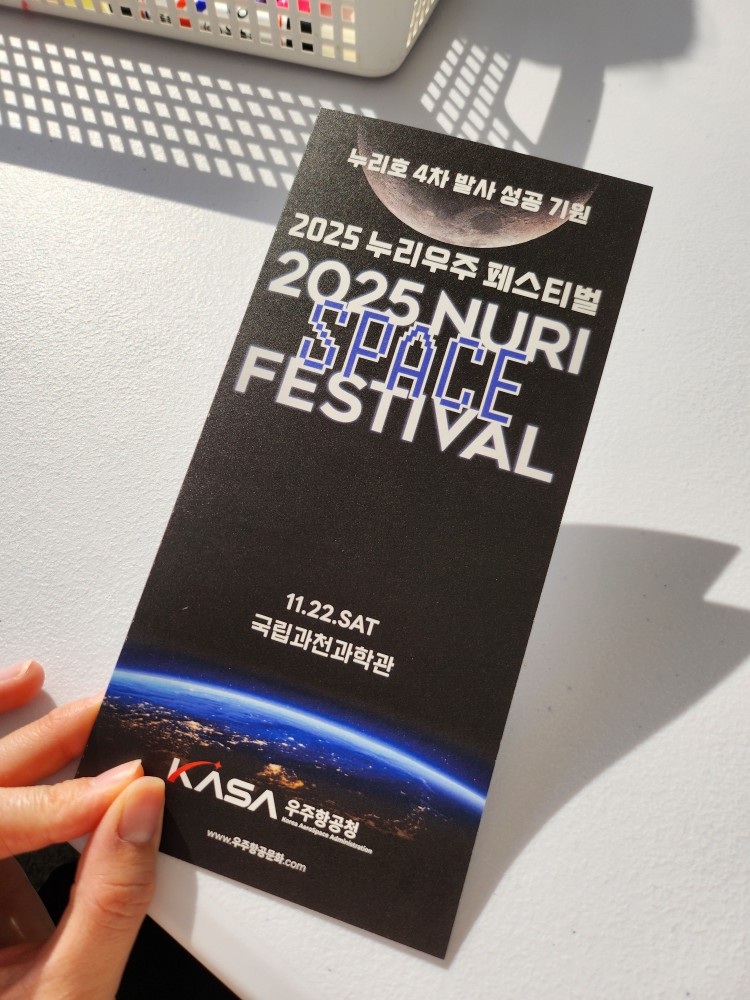 누리호 4차 발사 성공 기원
2025 누리우주 페스티벌
2025 NURI
SPACE
FESTIVAL
11.22.SAT
국립과천과학관
KASA 우주항공청
Korea AeroSpace Administration
www.우주항공문화.com